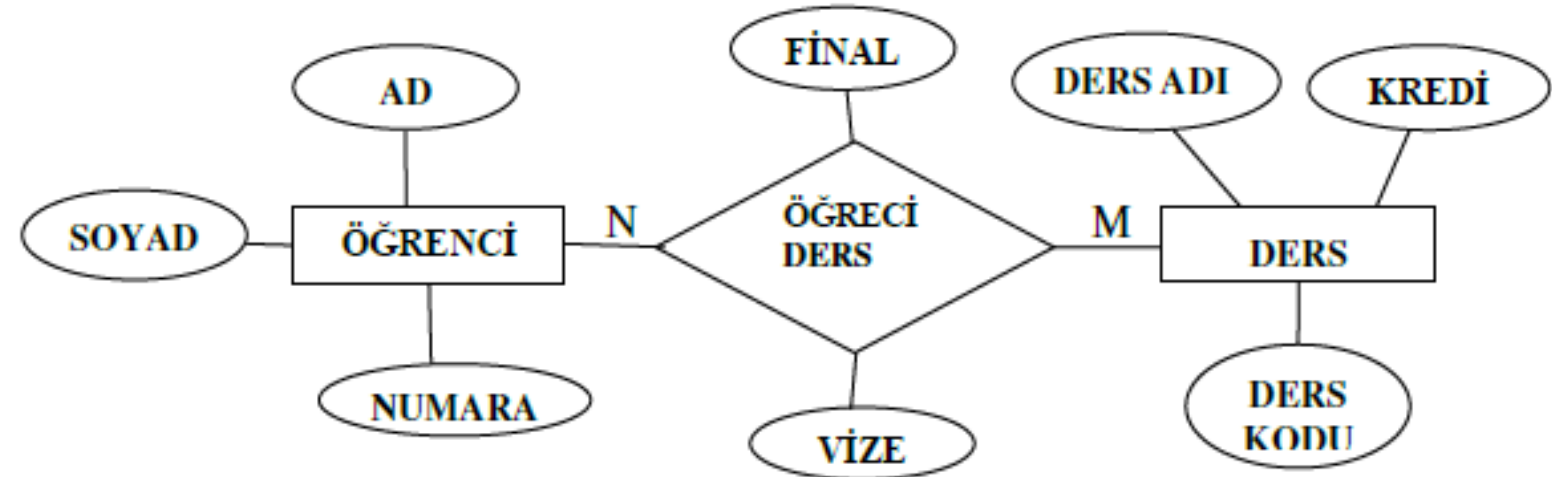 FİNAL
DERS ADI
KREDİ
AD
SOYAD
ÖĞRENCİ
N
ÖĞRECİ
DERS
M
DERS
NUMARA
VİZE
DERS
KODU